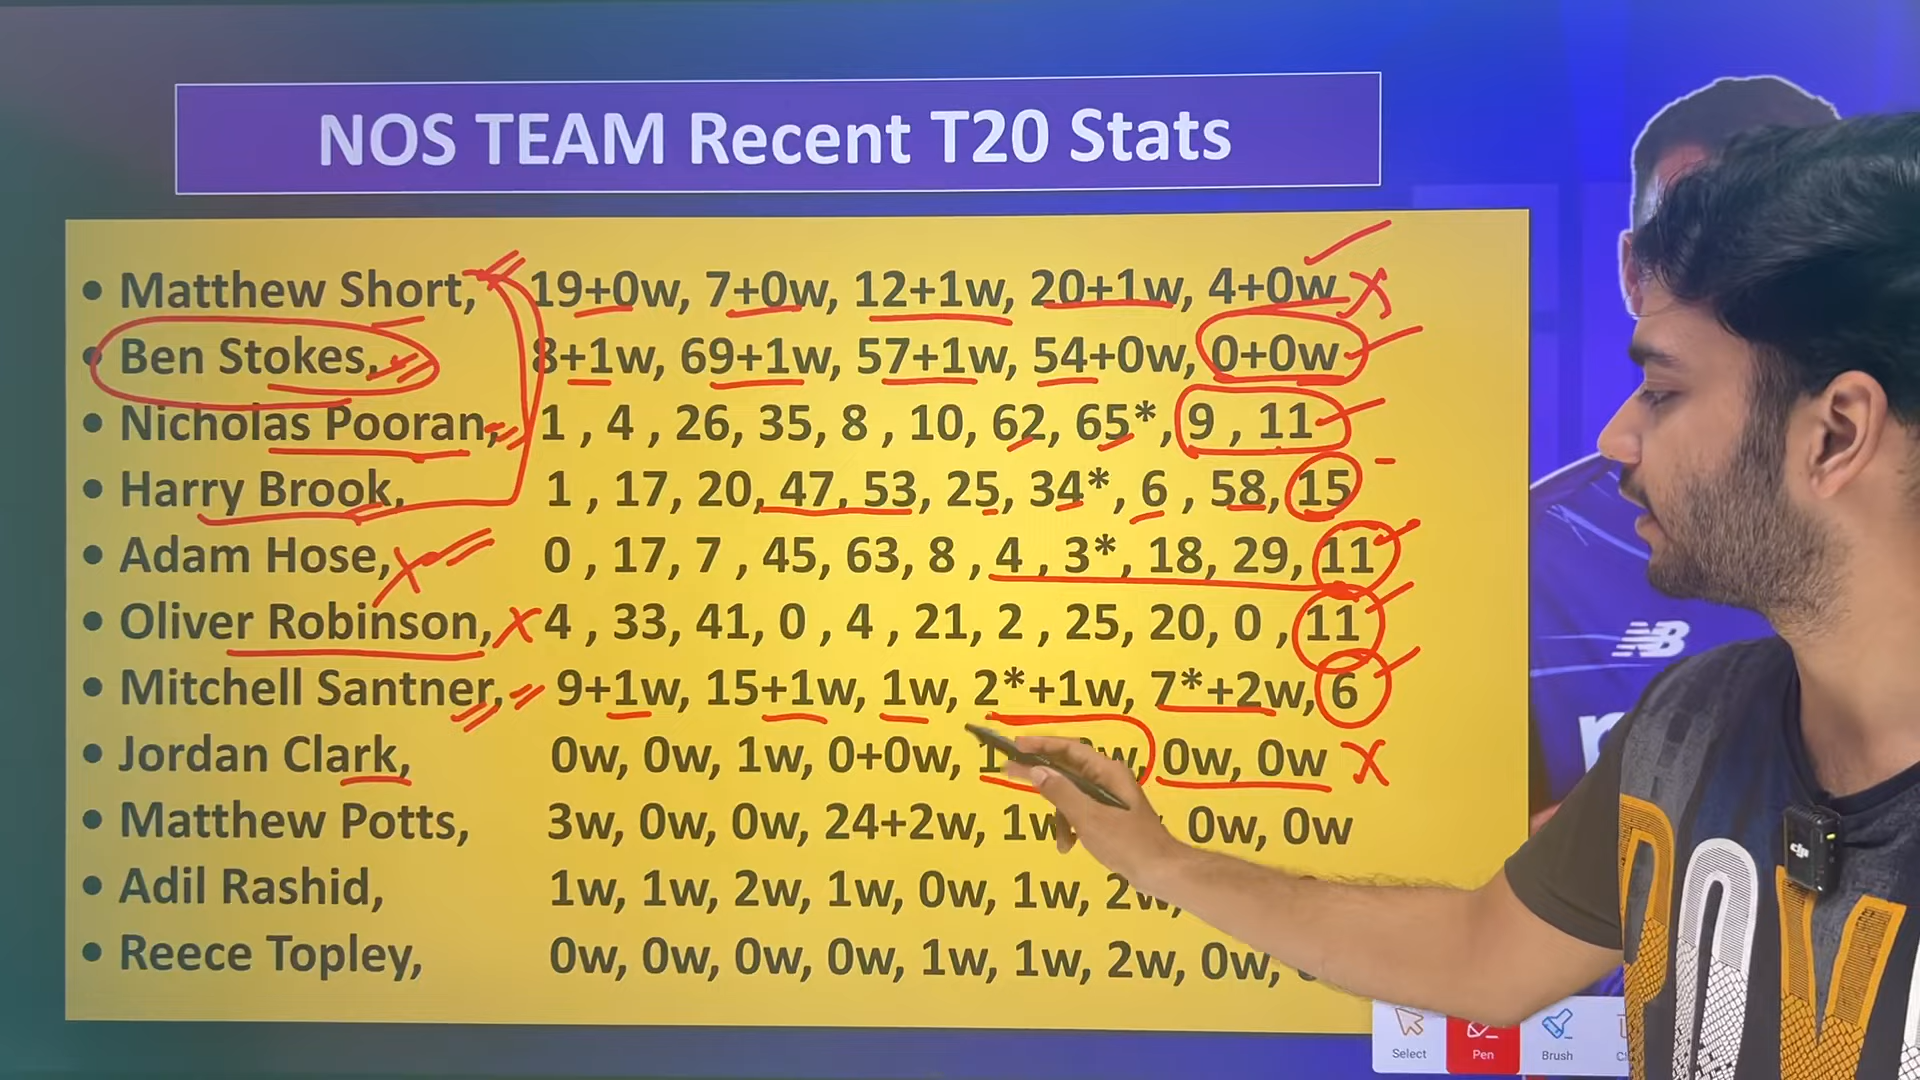 NOS TEAM Recent T20 Stats
• Matthew Short, 19+0w, 7+0w, 12+1w, 20+1w, 4+0w
• Ben Stokes, 8+1w, 69+1w, 57+1w, 54+0w, 0+0w
• Nicholas Pooran, 1 , 4 , 26, 35, 8 , 10, 62, 65*, 9 , 11
• Harry Brook, 1 , 17, 20, 47, 53, 25, 34*, 6 , 58, 15
• Adam Hose, 0 , 17, 7 , 45, 63, 8 , 4 , 3*, 18, 29, 11
• Oliver Robinson, 4 , 33, 41, 0 , 4 , 21, 2 , 25, 20, 0 , 11
• Mitchell Santner, 9+1w, 15+1w, 1w, 2*+1w, 7*+2w, 6
• Jordan Clark, 0w, 0w, 1w, 0+0w, 0w, 0w
• Matthew Potts, 3w, 0w, 0w, 24+2w, 0w, 0w
• Adil Rashid, 1w, 1w, 2w, 1w, 0w, 1w, 2w,
• Reece Topley, 0w, 0w, 0w, 0w, 1w, 1w, 2w, 0w,
NB
dji
Select Pen Brush